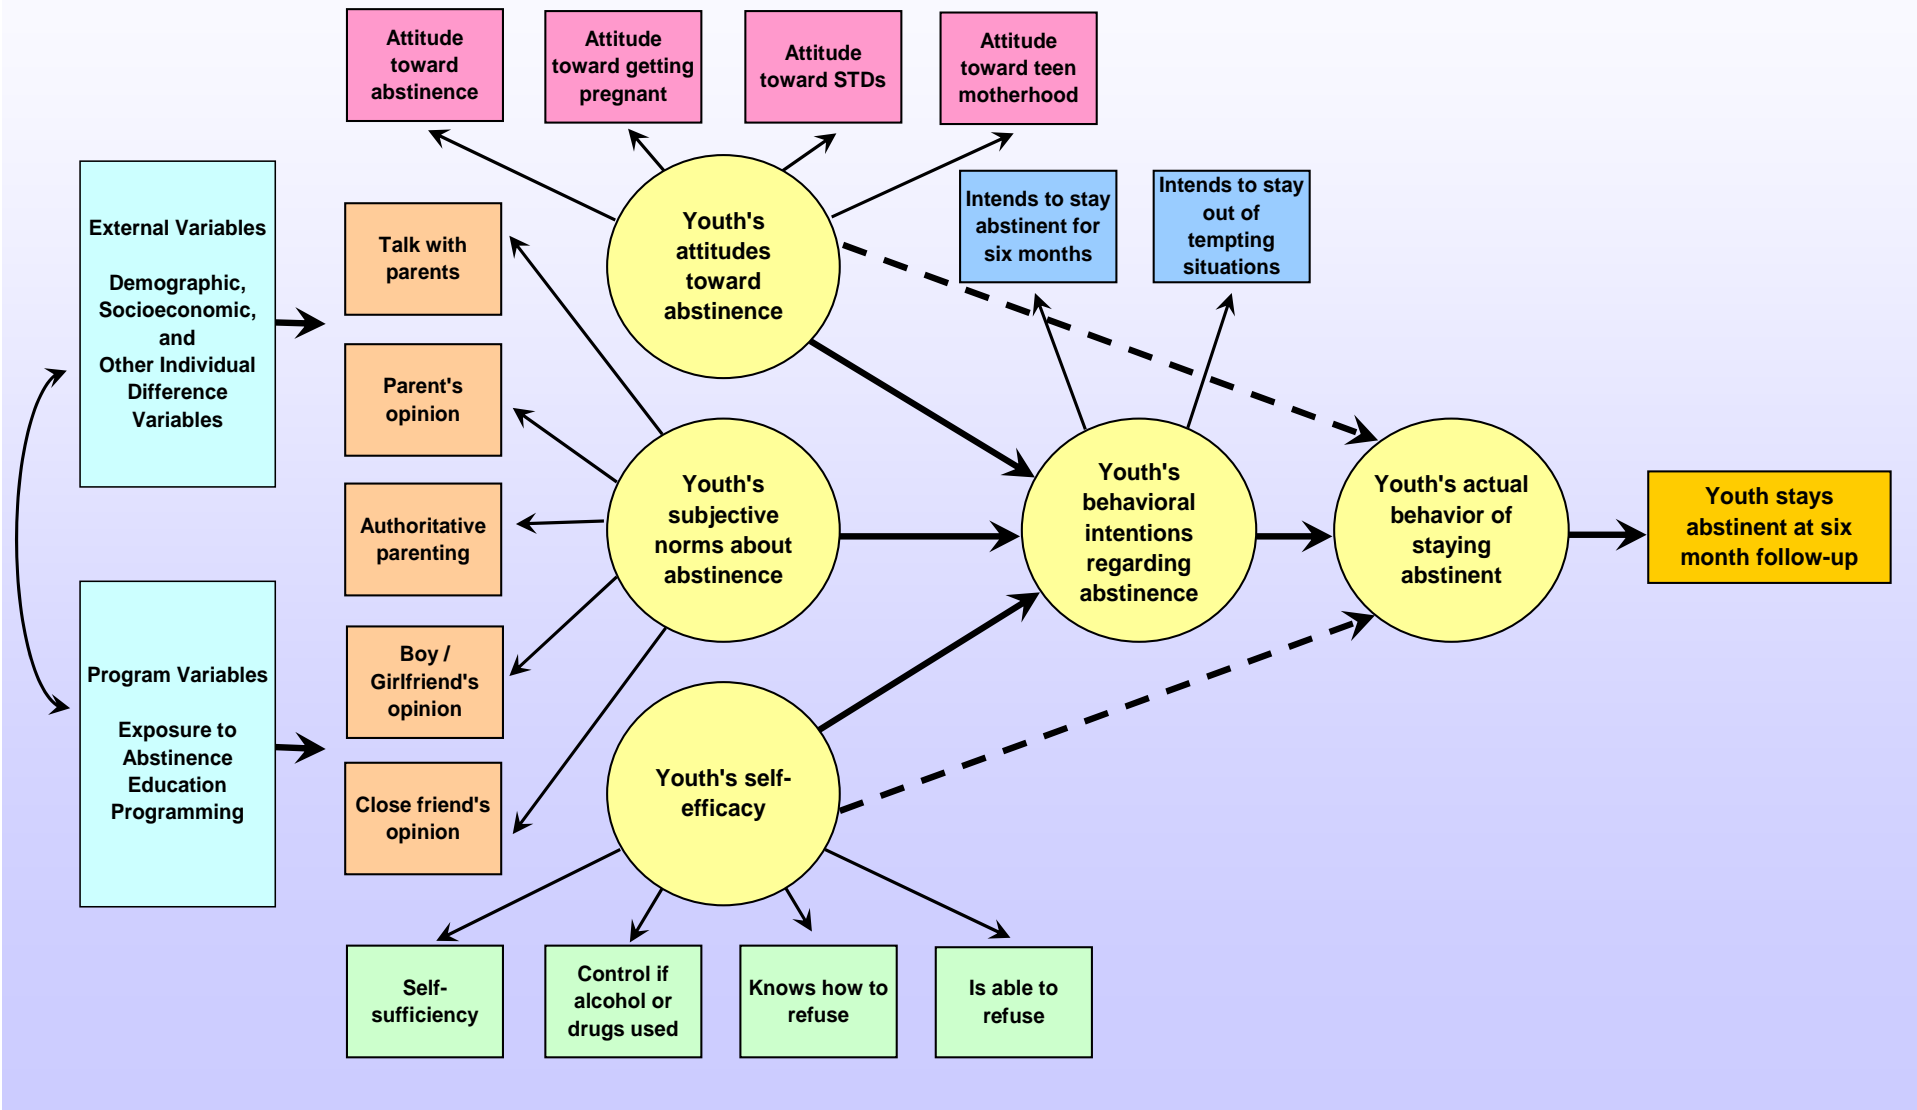 Attitude
toward
abstinence
Attitude
toward getting
pregnant
Attitude
toward STDs
Attitude
toward teen
motherhood
External Variables
Demographic,
Socioeconomic,
and
Other Individual
Difference
Variables
Talk with
parents
Youth's
attitudes
toward
abstinence
Intends to stay
abstinent for
six months
Intends to stay
out of
tempting
situations
Parent's
opinion
Authoritative
parenting
Youth's
subjective
norms about
abstinence
Youth's
behavioral
intentions
regarding
abstinence
Youth's actual
behavior of
staying
abstinent
Youth stays
abstinent at six
month follow-up
Program Variables
Exposure to
Abstinence
Education
Programming
Boy /
Girlfriend's
opinion
Close friend's
opinion
Youth's self-
efficacy
Self-
sufficiency
Control if
alcohol or
drugs used
Knows how to
refuse
Is able to
refuse